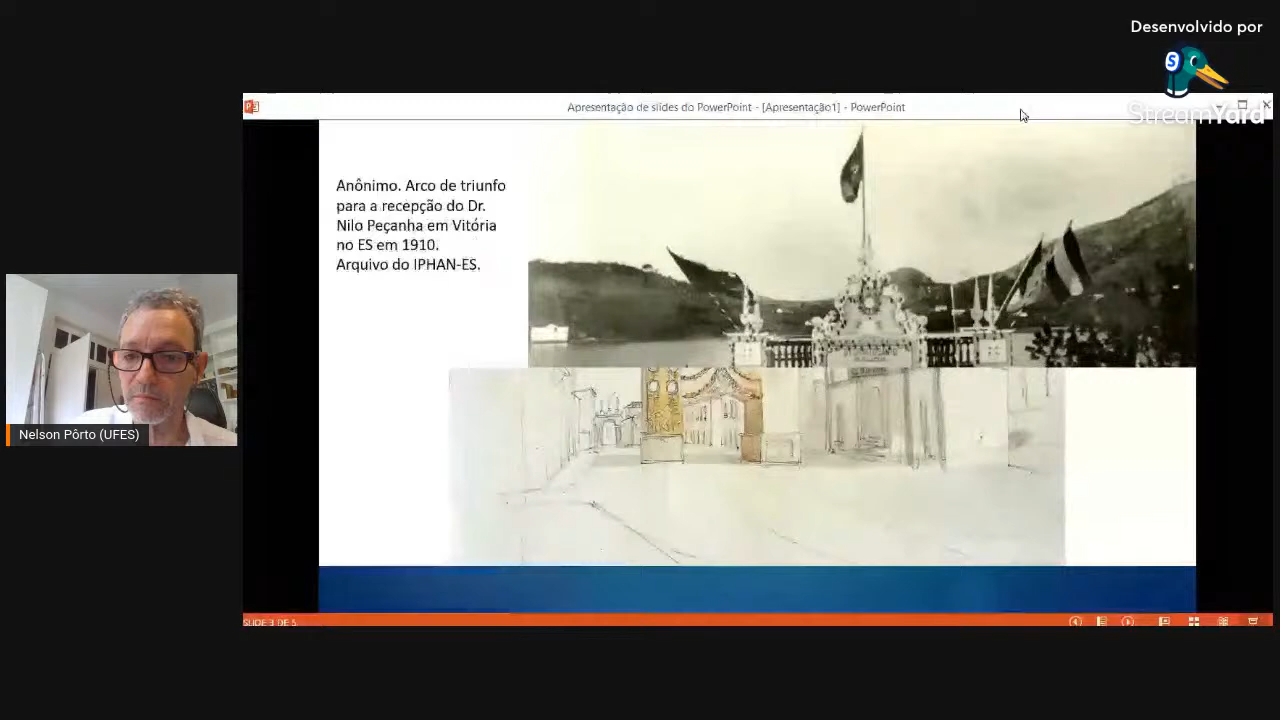 Desenvolvido por
StreamYard
Apresentação de slides do PowerPoint - [Apresentação1] - PowerPoint
Anônimo. Arco de triunfo
para a recepção do Dr.
Nilo Peçanha em Vitória
no ES em 1910.
Arquivo do IPHAN-ES.
Nelson Pôrto (UFES)
SLIDE 3 DE 5